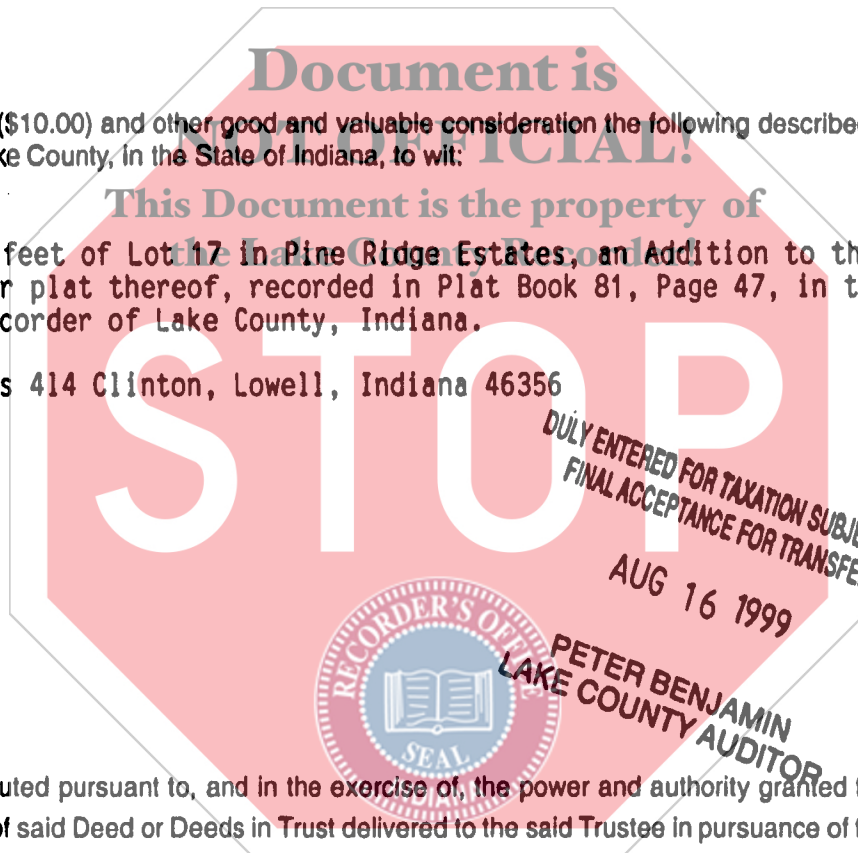 Document is
($10.00) and other good and valuable consideration the following describe
NOT OFFICIAL!
ke County, in the State of Indiana, to wit:
This Document is the property of
feet of Lot 17 in Pine Ridge Estates, an Addition to th
the Lake County Recorder!
r plat thereof, recorded in Plat Book 81, Page 47, in t
corder of Lake County, Indiana.
STOP
s 414 Clinton, Lowell, Indiana 46356
DULY ENTERED FOR TAXATION SUBJE
FINAL ACCEPTANCE FOR TRANSFE
AUG 16 1999
PETER BENJAMIN
LAKE COUNTY AUDITOR
RECORDER'S OFFICE
SEAL
INDIANA
uted pursuant to, and in the exercise of, the power and authority granted t
of said Deed or Deeds in Trust delivered to the said Trustee in pursuance of t